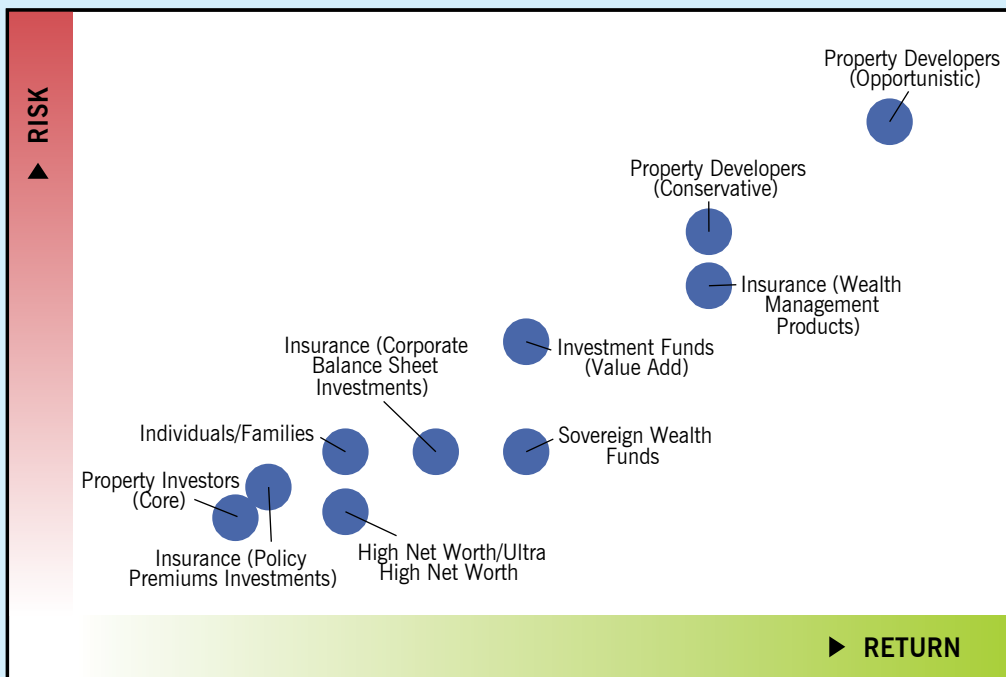 Property Developers
(Opportunistic)
▶ RISK
Property Developers
(Conservative)
Insurance (Wealth
Management
Products)
Insurance (Corporate
Balance Sheet
Investments)
Investment Funds
(Value Add)
Individuals/Families
Sovereign Wealth
Funds
Property Investors
(Core)
Insurance (Policy
Premiums Investments)
High Net Worth/Ultra
High Net Worth
▶ RETURN